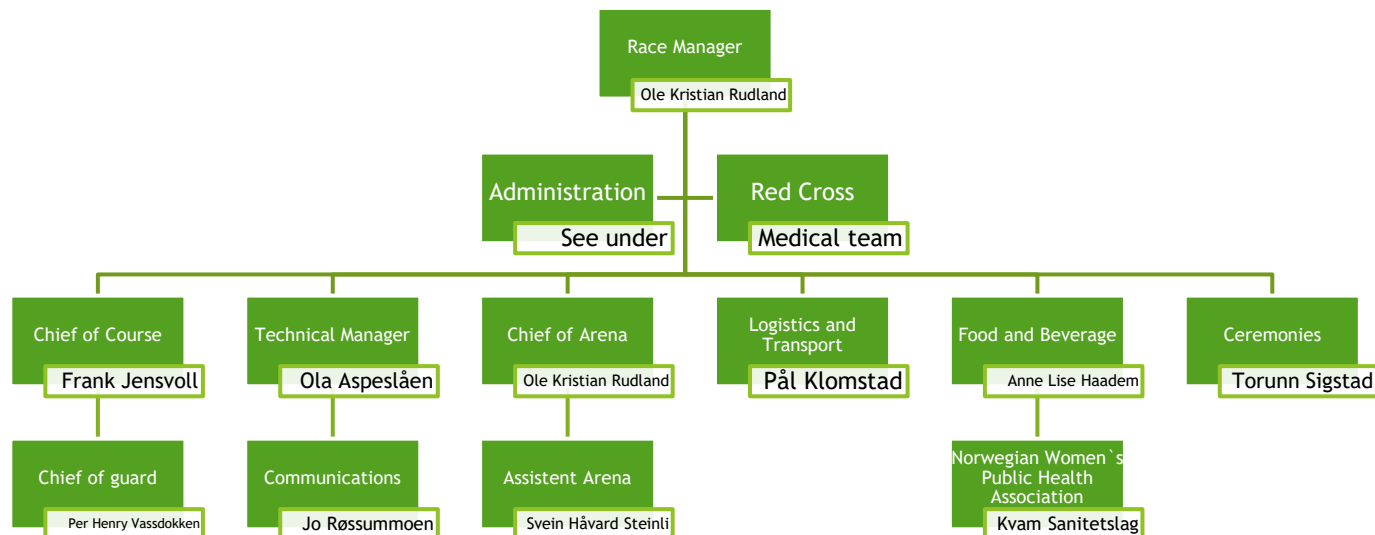 Race Manager
Ole Kristian Rudland
Administration
See under
Red Cross
Medical team
Chief of Course
Frank Jensvoll
Technical Manager
Ola Aspeslåen
Chief of Arena
Ole Kristian Rudland
Logistics and
Transport
Pål Klomstad
Food and Beverage
Anne Lise Haadem
Ceremonies
Torunn Sigstad
Chief of guard
Per Henry Vassdokken
Communications
Jo Røssummoen
Assistent Arena
Svein Håvard Steinli
Norwegian Women`s
Public Health
Association
Kvam Sanitetslag